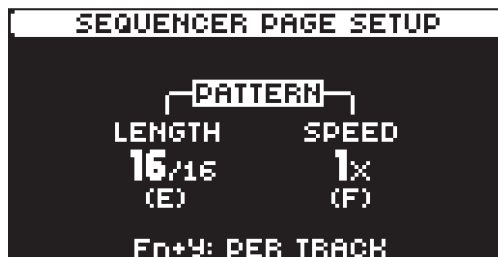 SEQUENCER PAGE SETUP
PATTERN
LENGTH SPEED
16/16 1x
(E) (F)
Fn+Y: PER TRACK